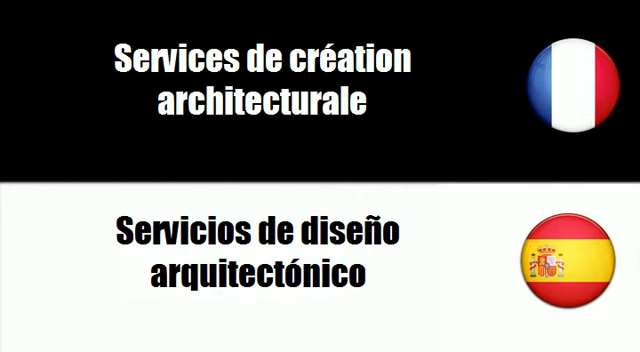 Services de création
architecturale
Servicios de diseño
arquitectónico